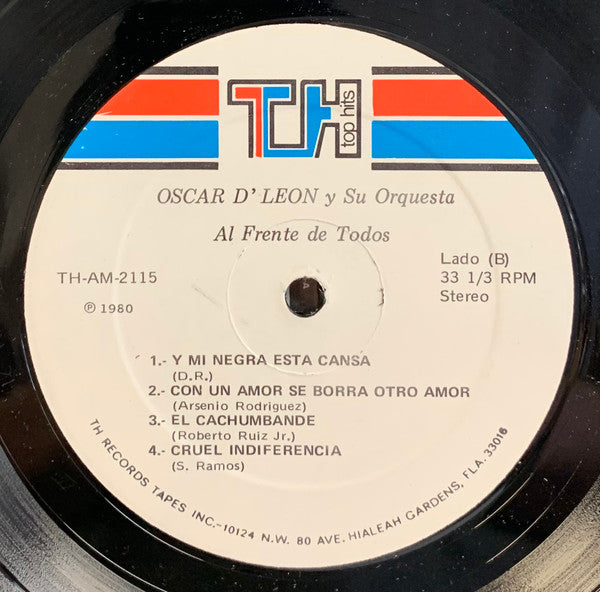 TH
top hits
OSCAR D' LEON y Su Orquesta
Al Frente de Todos
TH-AM-2115
Lado (B)
33 1/3 RPM
Stereo
℗ 1980
1.- Y MI NEGRA ESTA CANSA
(D.R.)
2.- CON UN AMOR SE BORRA OTRO AMOR
(Arsenio Rodriguez)
3.- EL CACHUMBANDE
(Roberto Ruiz Jr.)
4.- CRUEL INDIFERENCIA
(S. Ramos)
TH RECORDS TAPES INC.-10124 N.W. 80 AVE. HIALEAH GARDENS, FLA. 33016